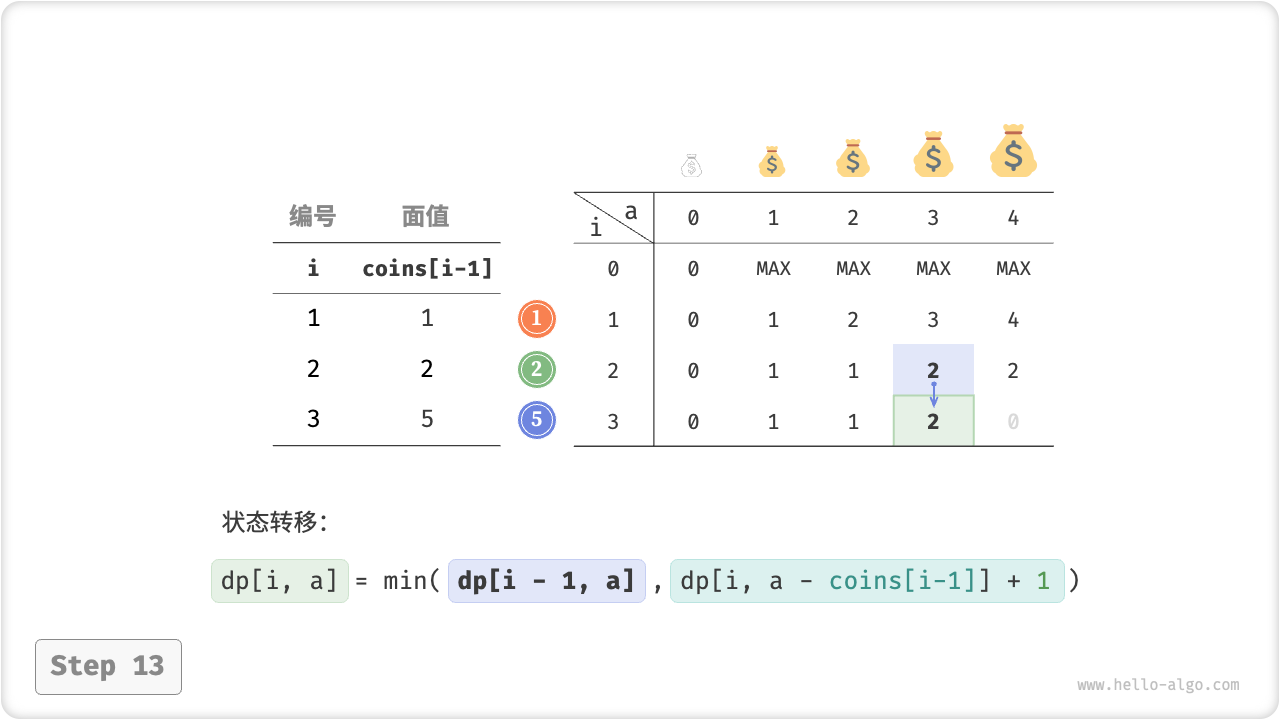 编号 面值
i coins[i-1]
1 1
2 2
3 5
1
2
5
$ $ $ $ $
a
i
0 1 2 3 4
0 0 MAX MAX MAX MAX
1 0 1 2 3 4
2 0 1 1 2 2
3 0 1 1 2 0
状态转移：
dp[i, a] = min( dp[i - 1, a] , dp[i, a - coins[i-1]] + 1 )
Step 13
www.hello-algo.com